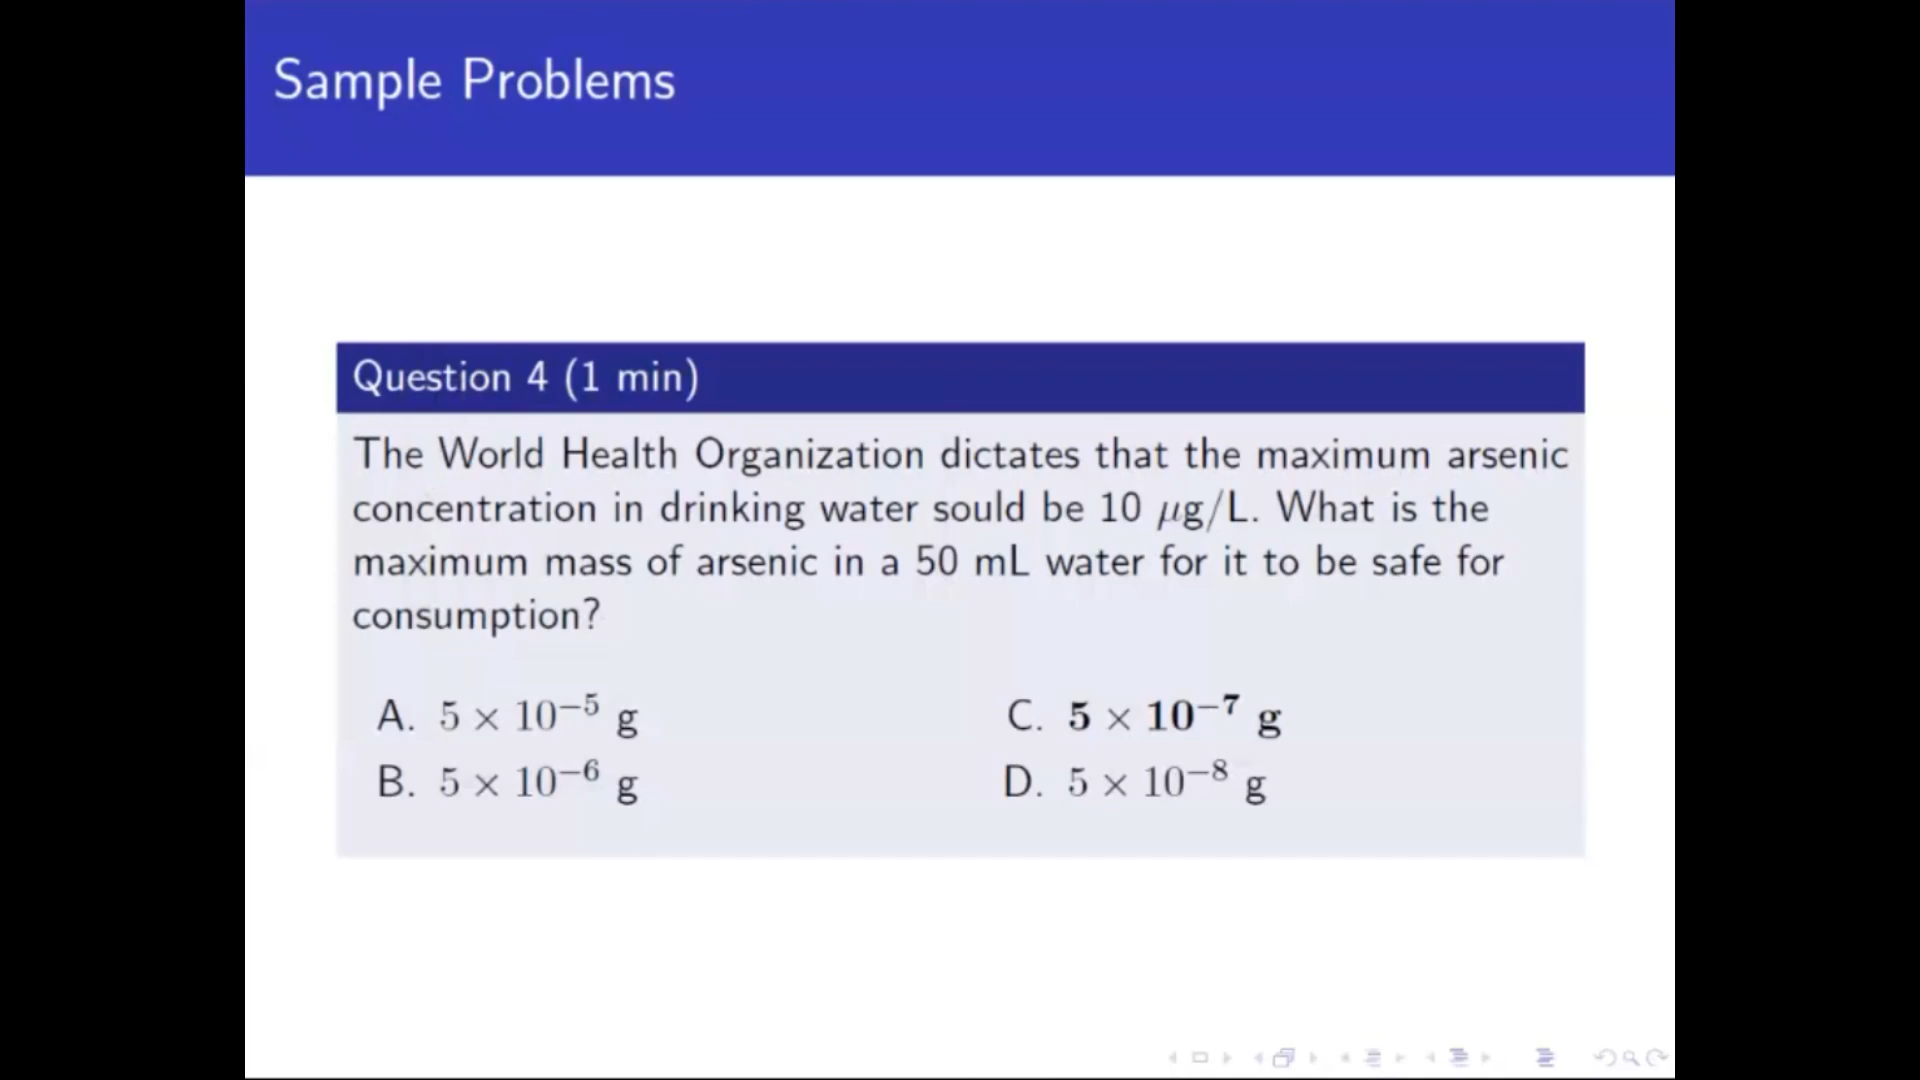 Sample Problems
Question 4 (1 min)
The World Health Organization dictates that the maximum arsenic
concentration in drinking water sould be 10 μg/L. What is the
maximum mass of arsenic in a 50 mL water for it to be safe for
consumption?
A. 5 × 10⁻⁵ g
B. 5 × 10⁻⁶ g
C. 5 × 10⁻⁷ g
D. 5 × 10⁻⁸ g